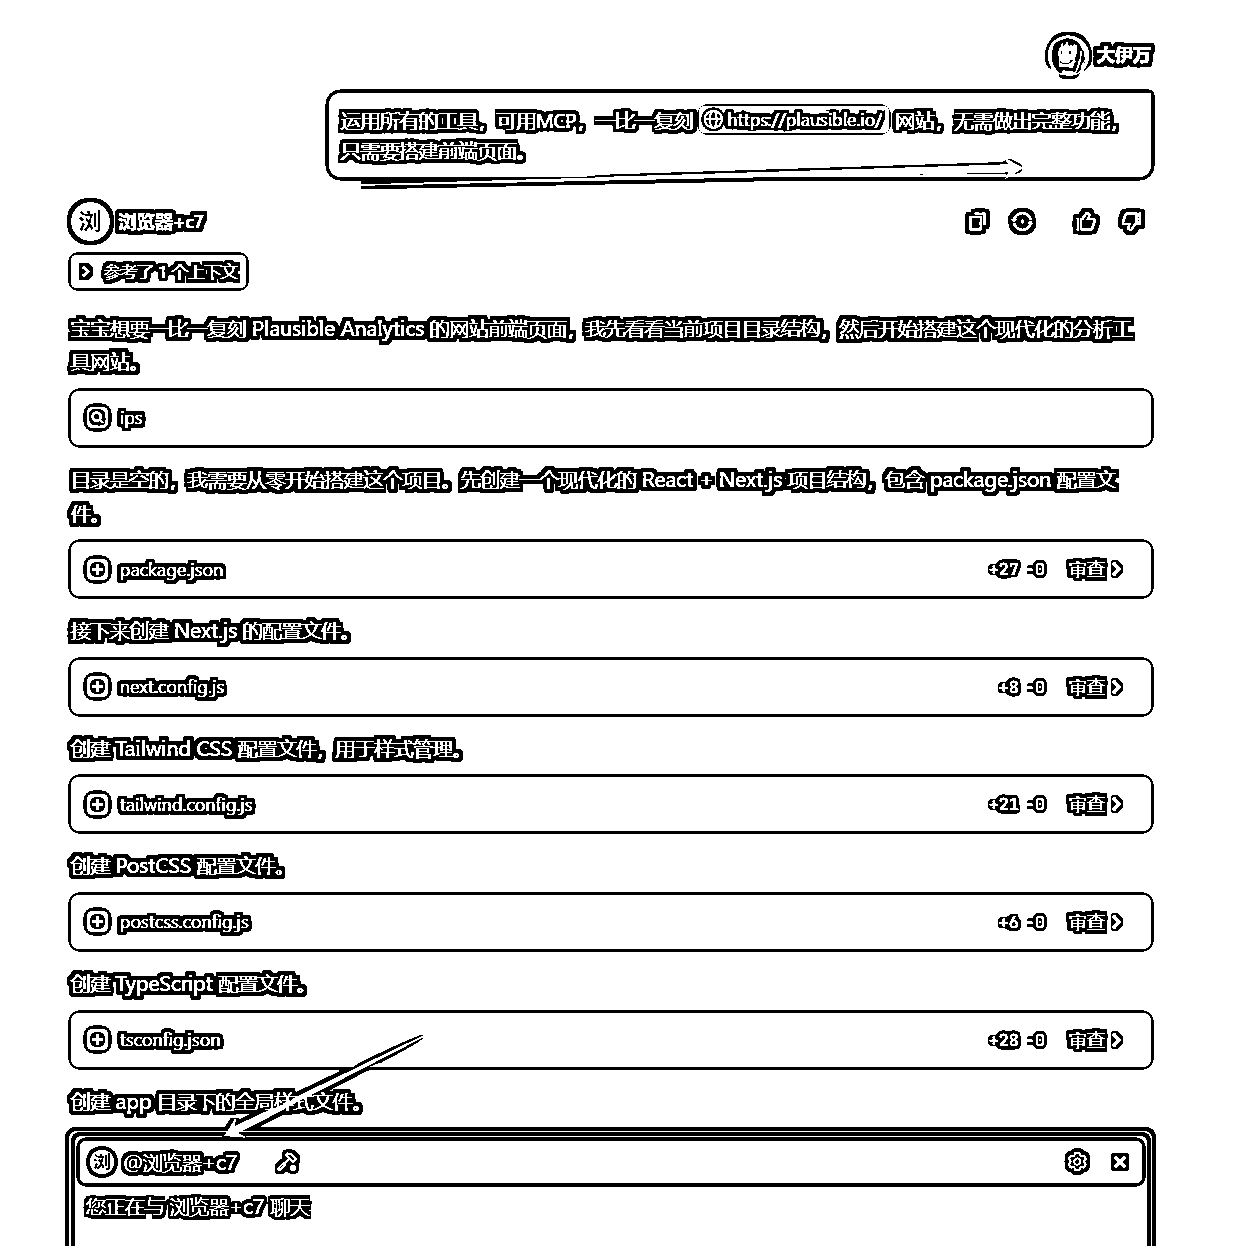 大伊万
运用所有的工具，可用MCP，一比一复刻 https://plausible.io/ 网站，无需做出完整功能，
只需要搭建前端页面。
浏 浏览器+c7
参考了 1 个上下文
宝宝想要一比一复刻 Plausible Analytics 的网站前端页面，我先看看当前项目目录结构，然后开始搭建这个现代化的分析工
具网站。
ips
目录是空的，我需要从零开始搭建这个项目。先创建一个现代化的 React + Next.js 项目结构，包含 package.json 配置文
件。
package.json +27 -0 审查
接下来创建 Next.js 的配置文件。
next.config.js +8 -0 审查
创建 Tailwind CSS 配置文件，用于样式管理。
tailwind.config.js +21 -0 审查
创建 PostCSS 配置文件。
postcss.config.js +6 -0 审查
创建 TypeScript 配置文件。
tsconfig.json +28 -0 审查
创建 app 目录下的全局样式文件。
浏 @浏览器+c7
您正在与 浏览器+c7 聊天